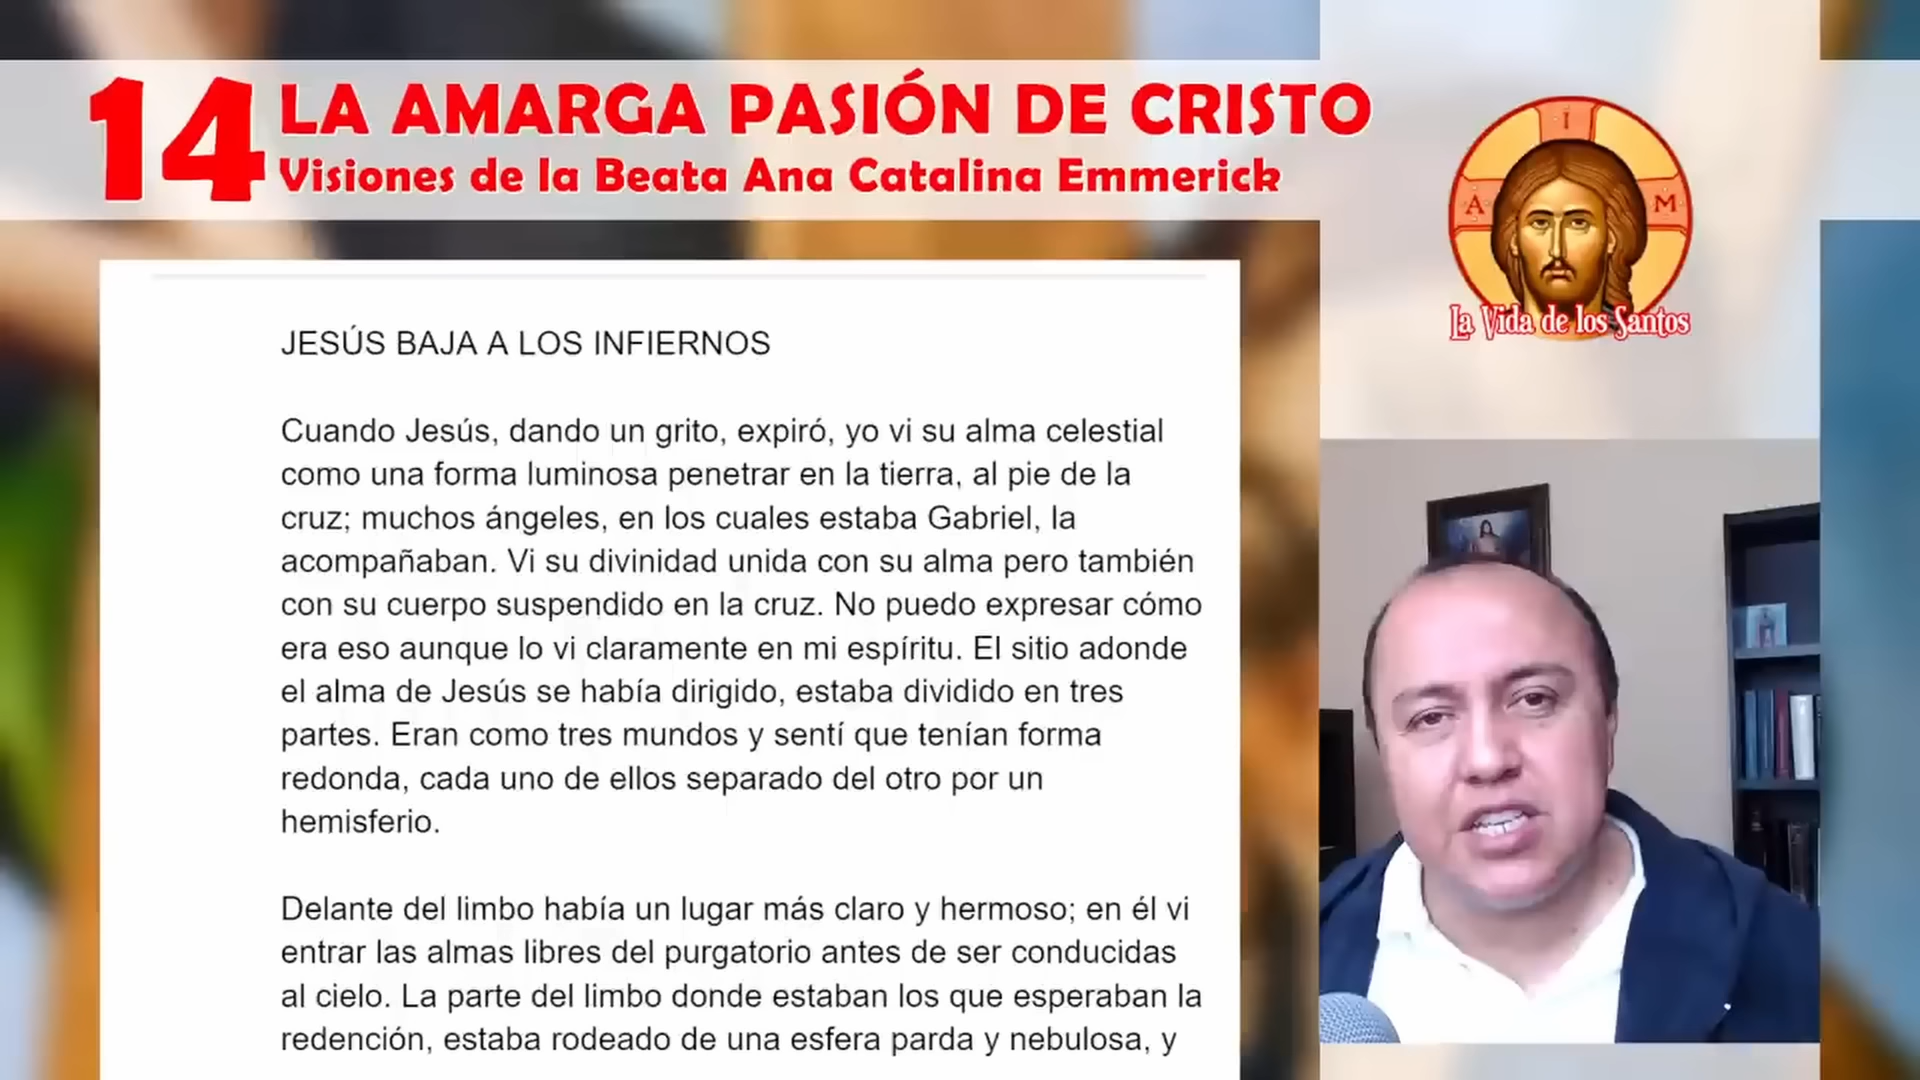 14
LA AMARGA PASIÓN DE CRISTO
Visiones de la Beata Ana Catalina Emmerick
I
A M
La Vida de los Santos
JESÚS BAJA A LOS INFIERNOS
Cuando Jesús, dando un grito, expiró, yo vi su alma celestial
como una forma luminosa penetrar en la tierra, al pie de la
cruz; muchos ángeles, en los cuales estaba Gabriel, la
acompañaban. Vi su divinidad unida con su alma pero también
con su cuerpo suspendido en la cruz. No puedo expresar cómo
era eso aunque lo vi claramente en mi espíritu. El sitio adonde
el alma de Jesús se había dirigido, estaba dividido en tres
partes. Eran como tres mundos y sentí que tenían forma
redonda, cada uno de ellos separado del otro por un
hemisferio.
Delante del limbo había un lugar más claro y hermoso; en él vi
entrar las almas libres del purgatorio antes de ser conducidas
al cielo. La parte del limbo donde estaban los que esperaban la
redención, estaba rodeado de una esfera parda y nebulosa, y